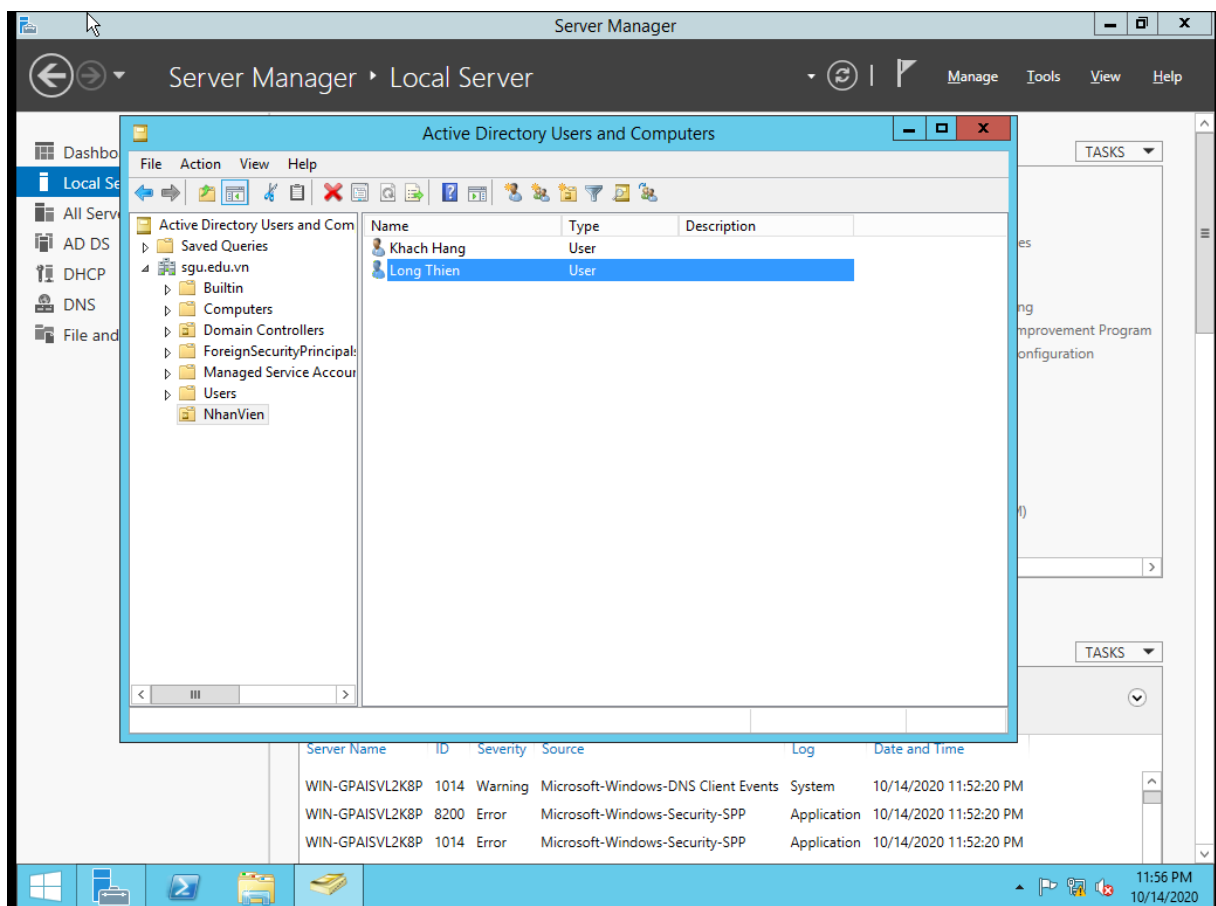 Server Manager
Server Manager • Local Server
Manage Tools View Help
Dashbo
Local Se
All Serve
AD DS
DHCP
DNS
File and
TASKS
es
ng
mprovement Program
onfiguration
M)
Active Directory Users and Computers
File Action View Help
Active Directory Users and Com
Saved Queries
sgu.edu.vn
Builtin
Computers
Domain Controllers
ForeignSecurityPrincipals
Managed Service Accour
Users
NhanVien
Name Type Description
Khach Hang User
Long Thien User
TASKS
Server Name ID Severity Source Log Date and Time
WIN-GPAISVL2K8P 1014 Warning Microsoft-Windows-DNS Client Events System 10/14/2020 11:52:20 PM
WIN-GPAISVL2K8P 8200 Error Microsoft-Windows-Security-SPP Application 10/14/2020 11:52:20 PM
WIN-GPAISVL2K8P 1014 Error Microsoft-Windows-Security-SPP Application 10/14/2020 11:52:20 PM
11:56 PM
10/14/2020